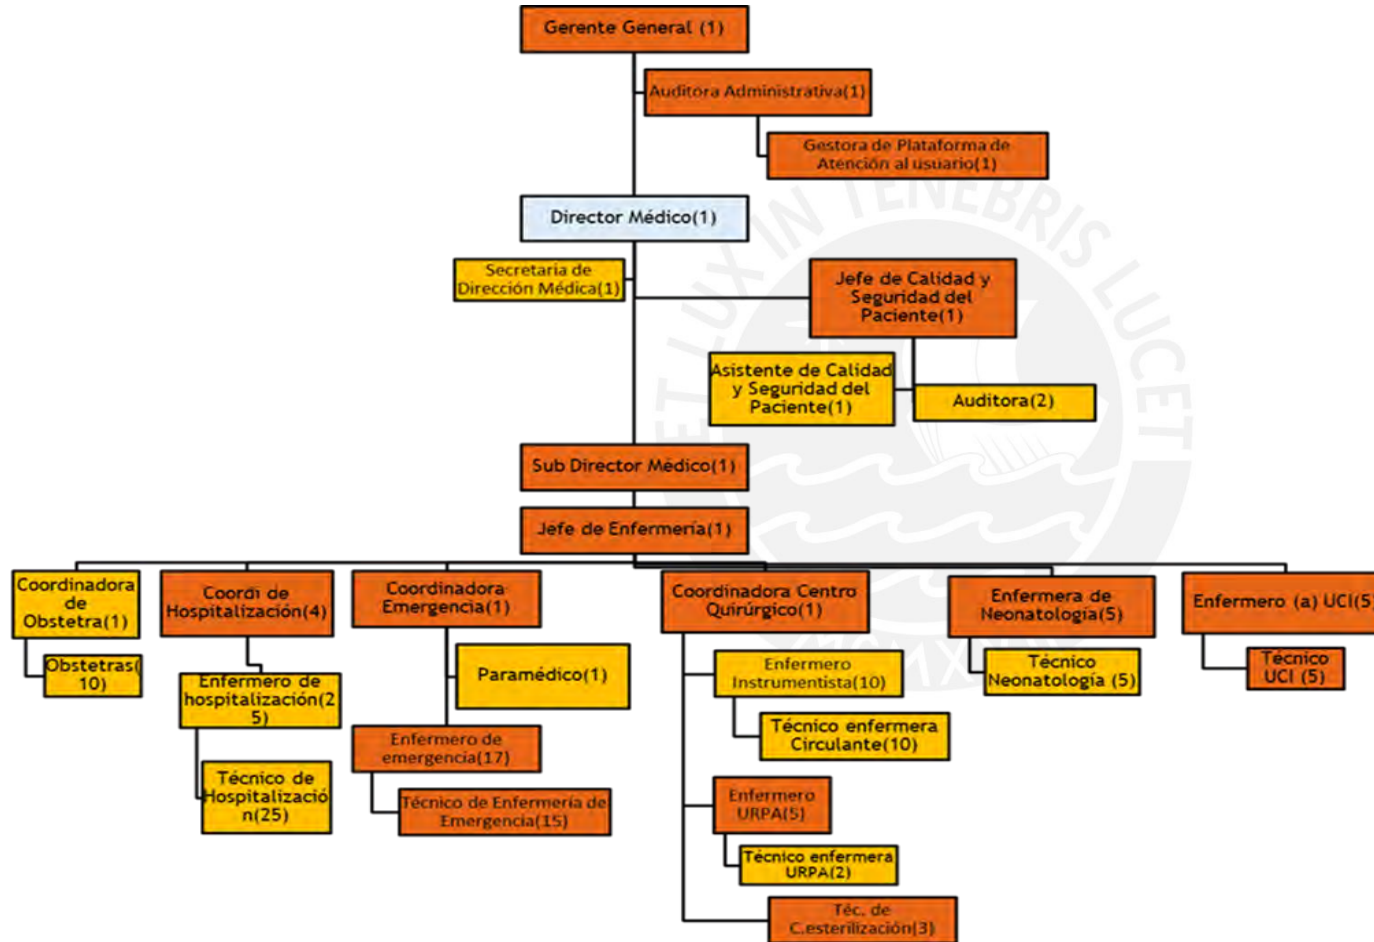 Gerente General (1)
Auditora Administrativa(1)
Gestora de Plataforma de
Atención al usuario(1)
Director Médico(1)
Secretaria de
Dirección Médica(1)
Jefe de Calidad y
Seguridad del
Paciente(1)
Asistente de Calidad
y Seguridad del
Paciente(1)
Auditora(2)
Sub Director Médico(1)
Jefe de Enfermería(1)
Coordinadora
de
Obstetra(1)
Obstetras(
10)
Coordi de
Hospitalización(4)
Enfermero de
hospitalización(2
5)
Técnico de
Hospitalizació
n(25)
Coordinadora
Emergencia(1)
Paramédico(1)
Enfermero de
emergencia(17)
Técnico de Enfermería de
Emergencia(15)
Coordinadora Centro
Quirúrgico(1)
Enfermero
Instrumentista(10)
Técnico enfermera
Circulante(10)
Enfermero
URPA(5)
Técnico enfermera
URPA(2)
Téc. de
C.esterilización(3)
Enfermera de
Neonatología(5)
Técnico
Neonatología (5)
Enfermero (a) UCI(5)
Técnico
UCI (5)
ET LUX IN TENEBRIS LUCET